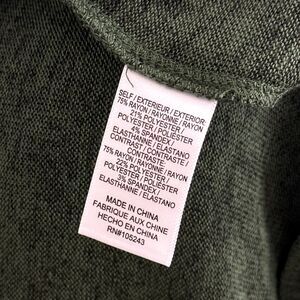 SELF / EXTERIEUR / EXTERIOR:
75% RAYON / RAYONNE / RAYON
21% POLYESTER /
POLYESTER / POLIESTER
4% SPANDEX /
ELASTHANNE / ELASTANO
CONTRAST / CONTRASTE /
CONTRASTE:
75% RAYON / RAYONNE / RAYON
22% POLYESTER /
POLYESTER / POLIESTER
3% SPANDEX /
ELASTHANNE / ELASTANO
MADE IN CHINA
FABRIQUE AUX CHINE
HECHO EN CHINA
RN#105243